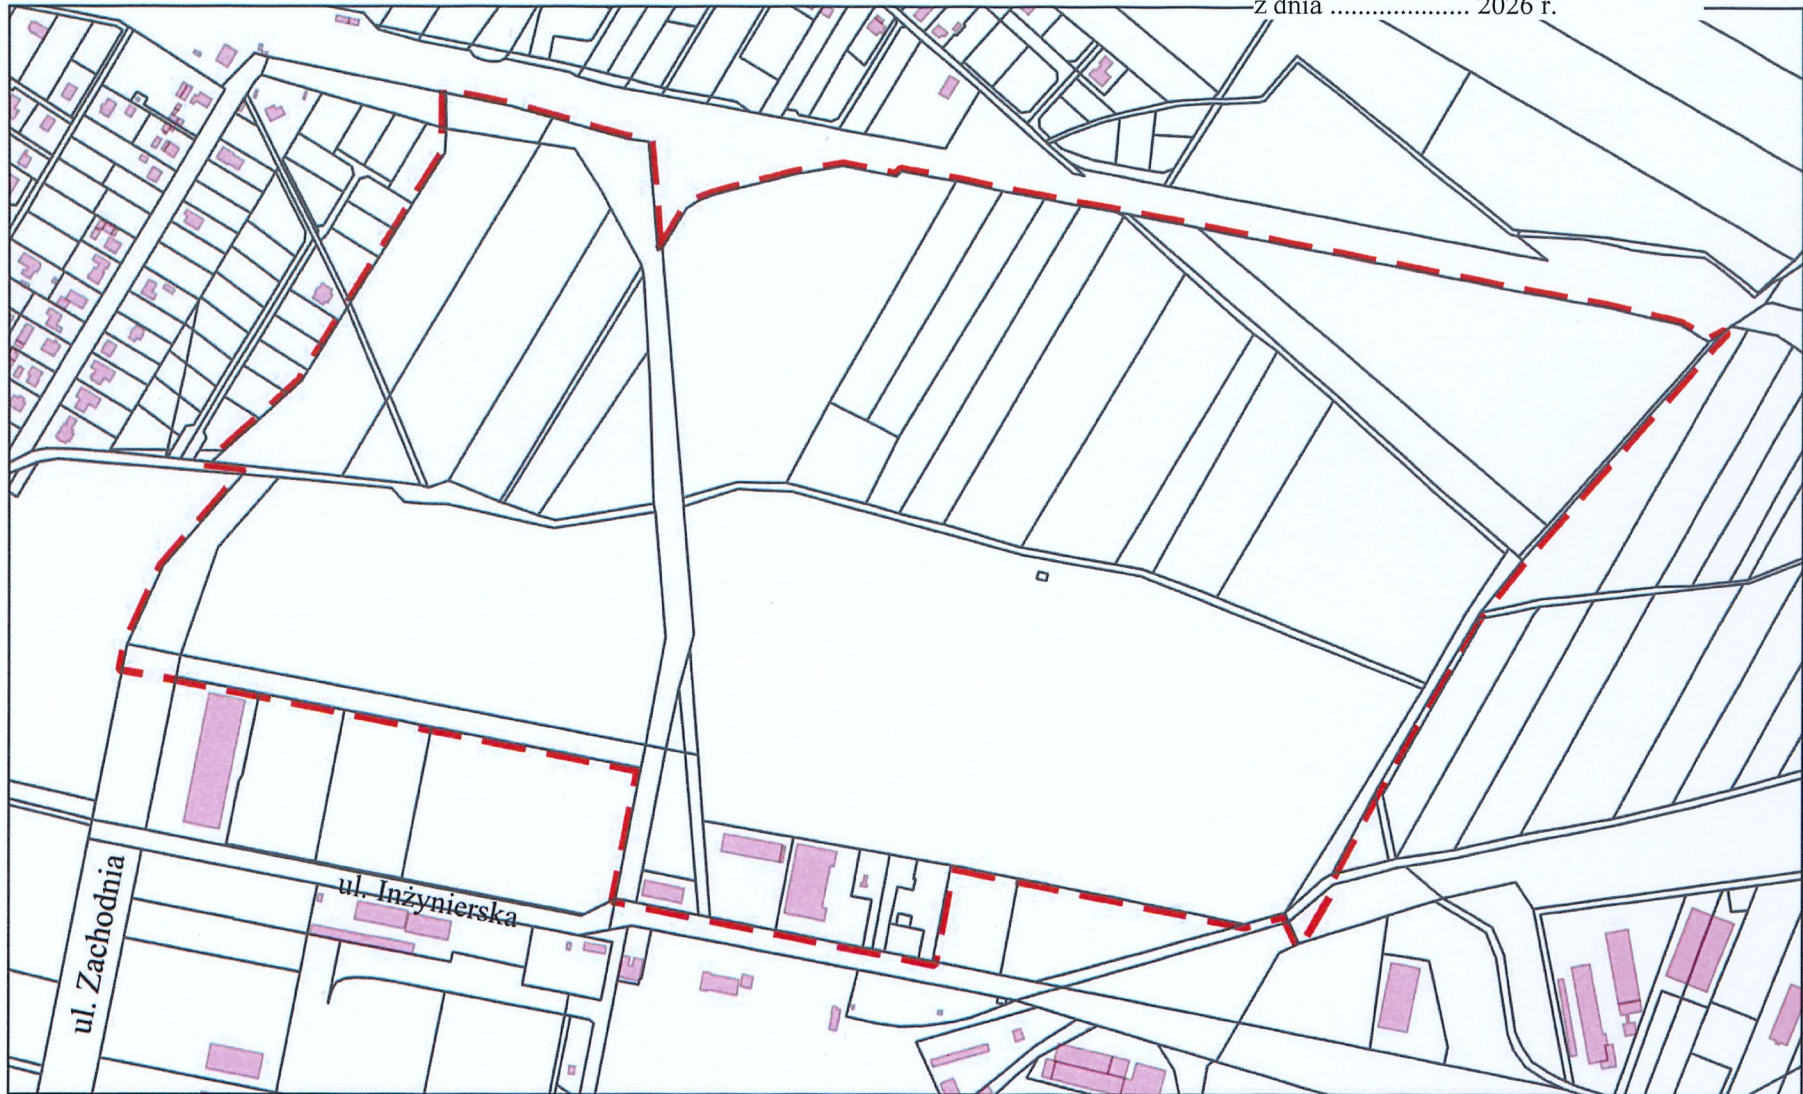 z dnia .................... 2026 r.
ul. Inżynierska
ul. Zachodnia